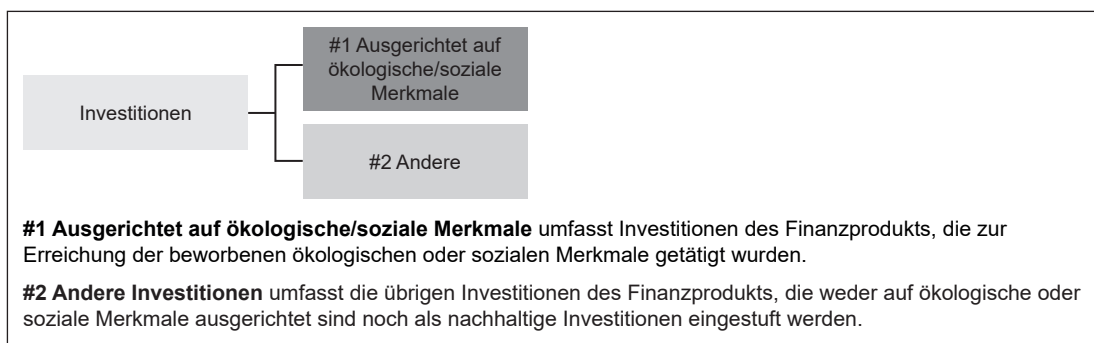 #1 Ausgerichtet auf
ökologische/soziale
Merkmale
Investitionen
#2 Andere
#1 Ausgerichtet auf ökologische/soziale Merkmale umfasst Investitionen des Finanzprodukts, die zur
Erreichung der beworbenen ökologischen oder sozialen Merkmale getätigt wurden.
#2 Andere Investitionen umfasst die übrigen Investitionen des Finanzprodukts, die weder auf ökologische oder
soziale Merkmale ausgerichtet sind noch als nachhaltige Investitionen eingestuft werden.